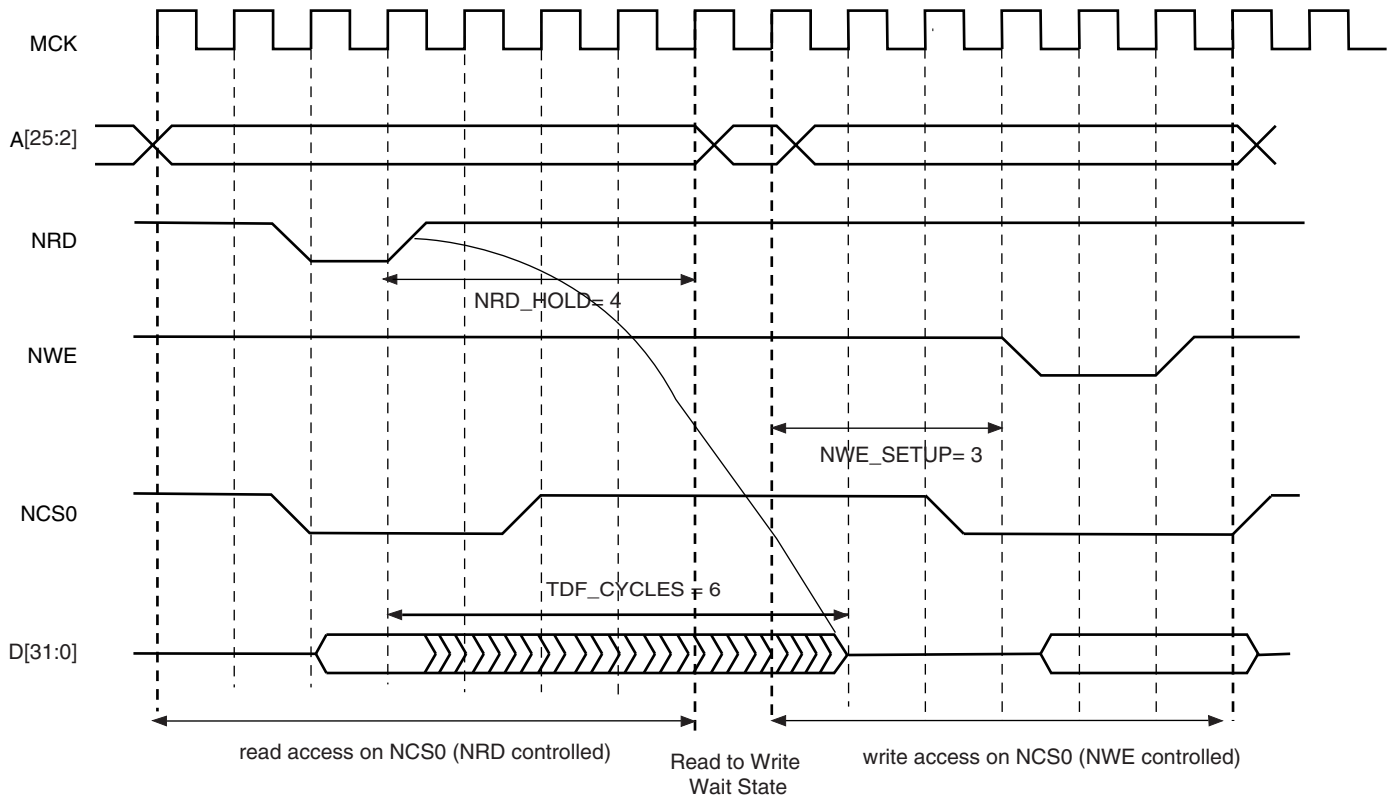 MCK
A[25:2]
NRD
NRD_HOLD= 4
NWE
NWE_SETUP= 3
NCS0
TDF_CYCLES = 6
D[31:0]
read access on NCS0 (NRD controlled)
Read to Write
Wait State
write access on NCS0 (NWE controlled)